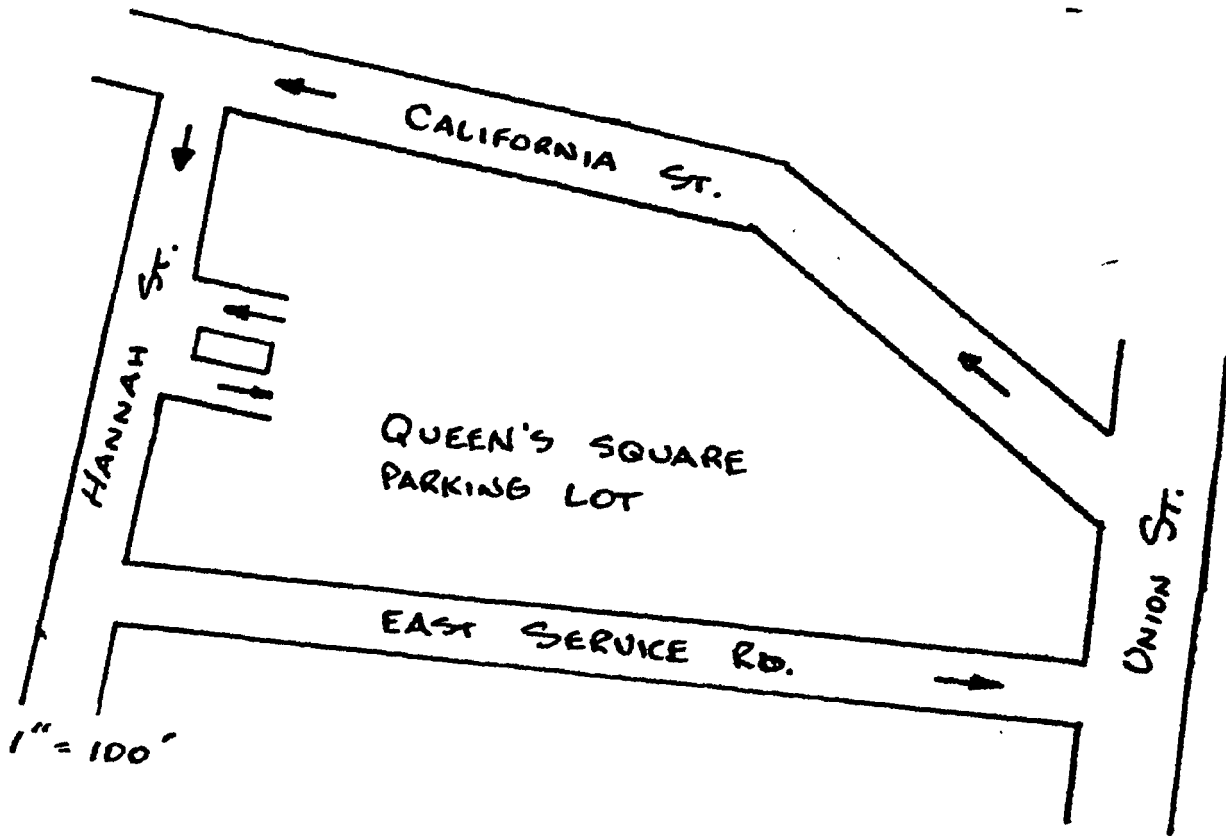 CALIFORNIA ST.
HANNAH ST.
QUEEN'S SQUARE
PARKING LOT
UNION ST.
EAST SERVICE RD.
1" = 100'